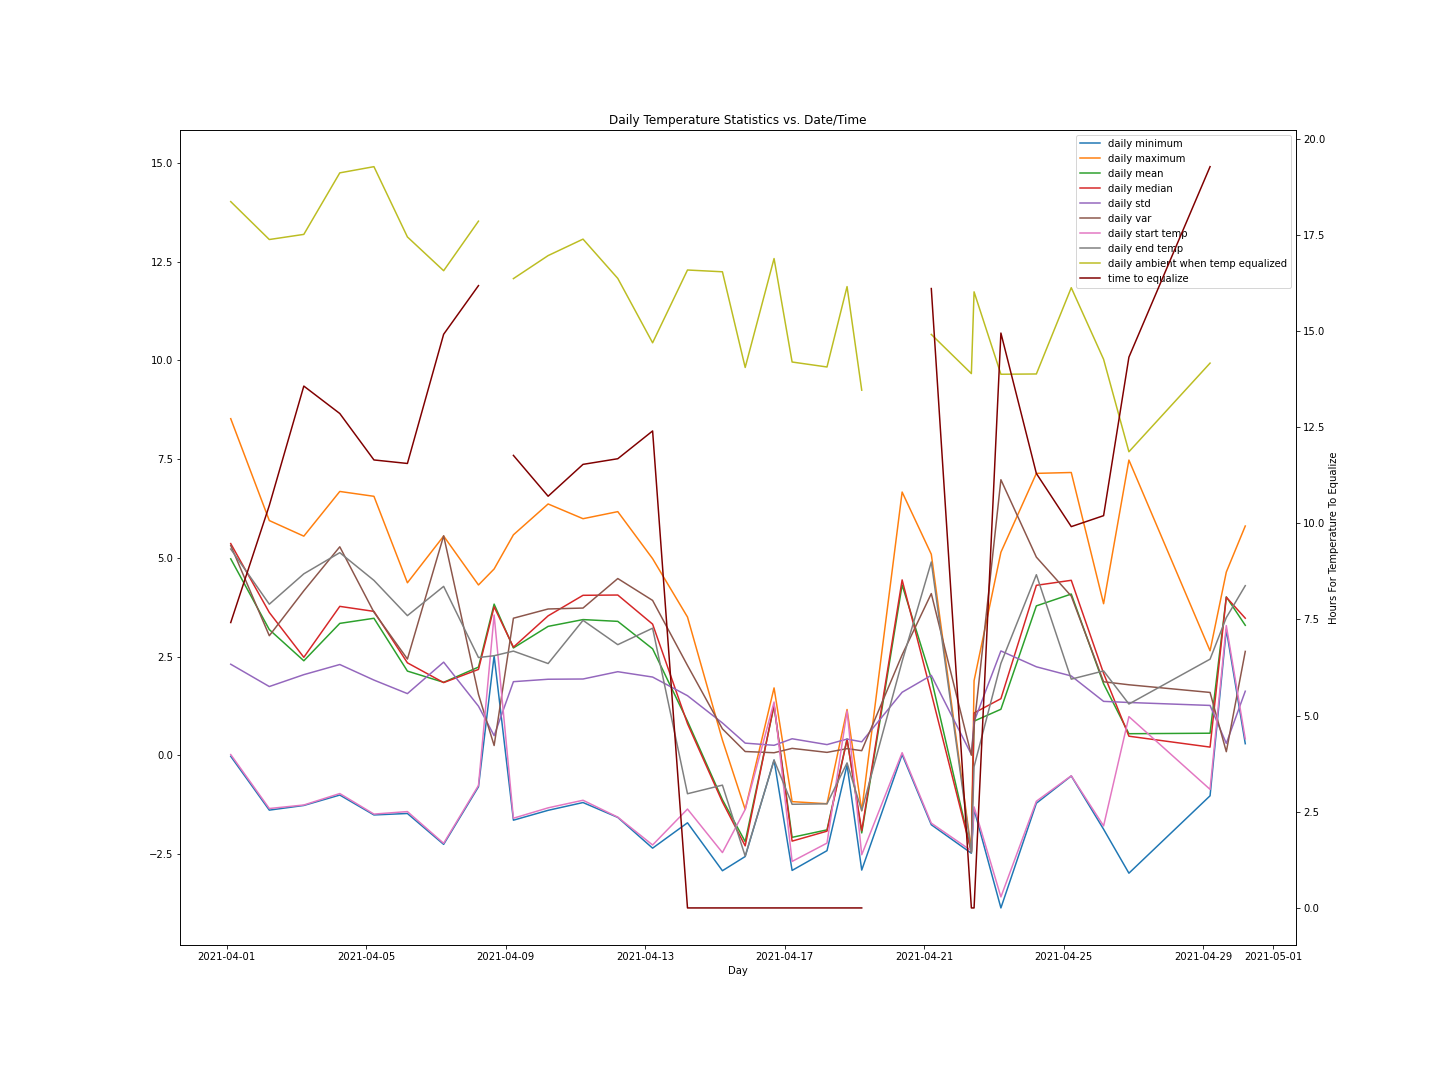 Daily Temperature Statistics vs. Date/Time
daily minimum
daily maximum
daily mean
daily median
daily std
daily var
daily start temp
daily end temp
daily ambient when temp equalized
time to equalize
15.0
12.5
10.0
7.5
5.0
2.5
0.0
−2.5
20.0
17.5
15.0
12.5
10.0
7.5
5.0
2.5
0.0
Hours For Temperature To Equalize
2021-04-01 2021-04-05 2021-04-09 2021-04-13 2021-04-17 2021-04-21 2021-04-25 2021-04-29 2021-05-01
Day